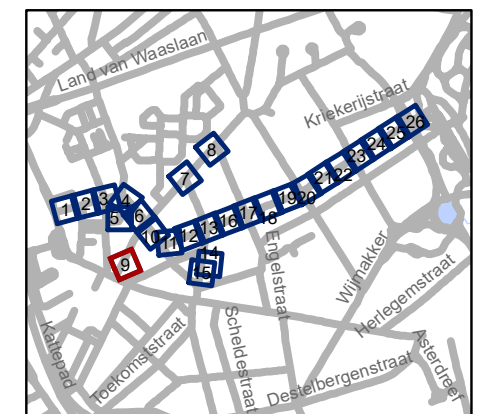 Land van Waaslaan
Kriekerijstraat
26
25
24
23
22
21
20
19
18
17
16
13
12
11
10
14
15
8
7
1
2
3
4
5
6
9
Engelstraat
Wijmakker
Herlegemstraat
Kattepad
Toekomststraat
Scheldestraat
Destelbergenstraat
Asterdreef